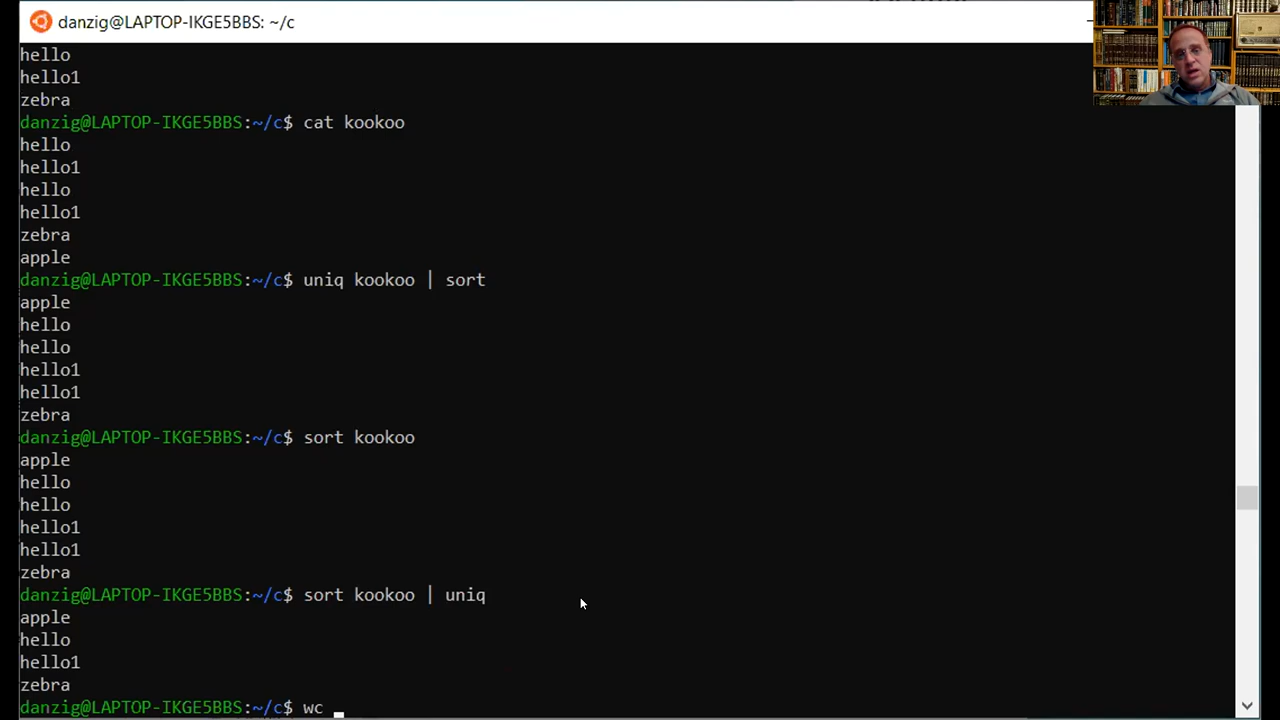 danzig@LAPTOP-IKGE5BBS: ~/c
hello
hello1
zebra
danzig@LAPTOP-IKGE5BBS:~/c$ cat kookoo
hello
hello1
hello
hello1
zebra
apple
danzig@LAPTOP-IKGE5BBS:~/c$ uniq kookoo | sort
apple
hello
hello
hello1
hello1
zebra
danzig@LAPTOP-IKGE5BBS:~/c$ sort kookoo
apple
hello
hello
hello1
hello1
zebra
danzig@LAPTOP-IKGE5BBS:~/c$ sort kookoo | uniq
apple
hello
hello1
zebra
danzig@LAPTOP-IKGE5BBS:~/c$ wc